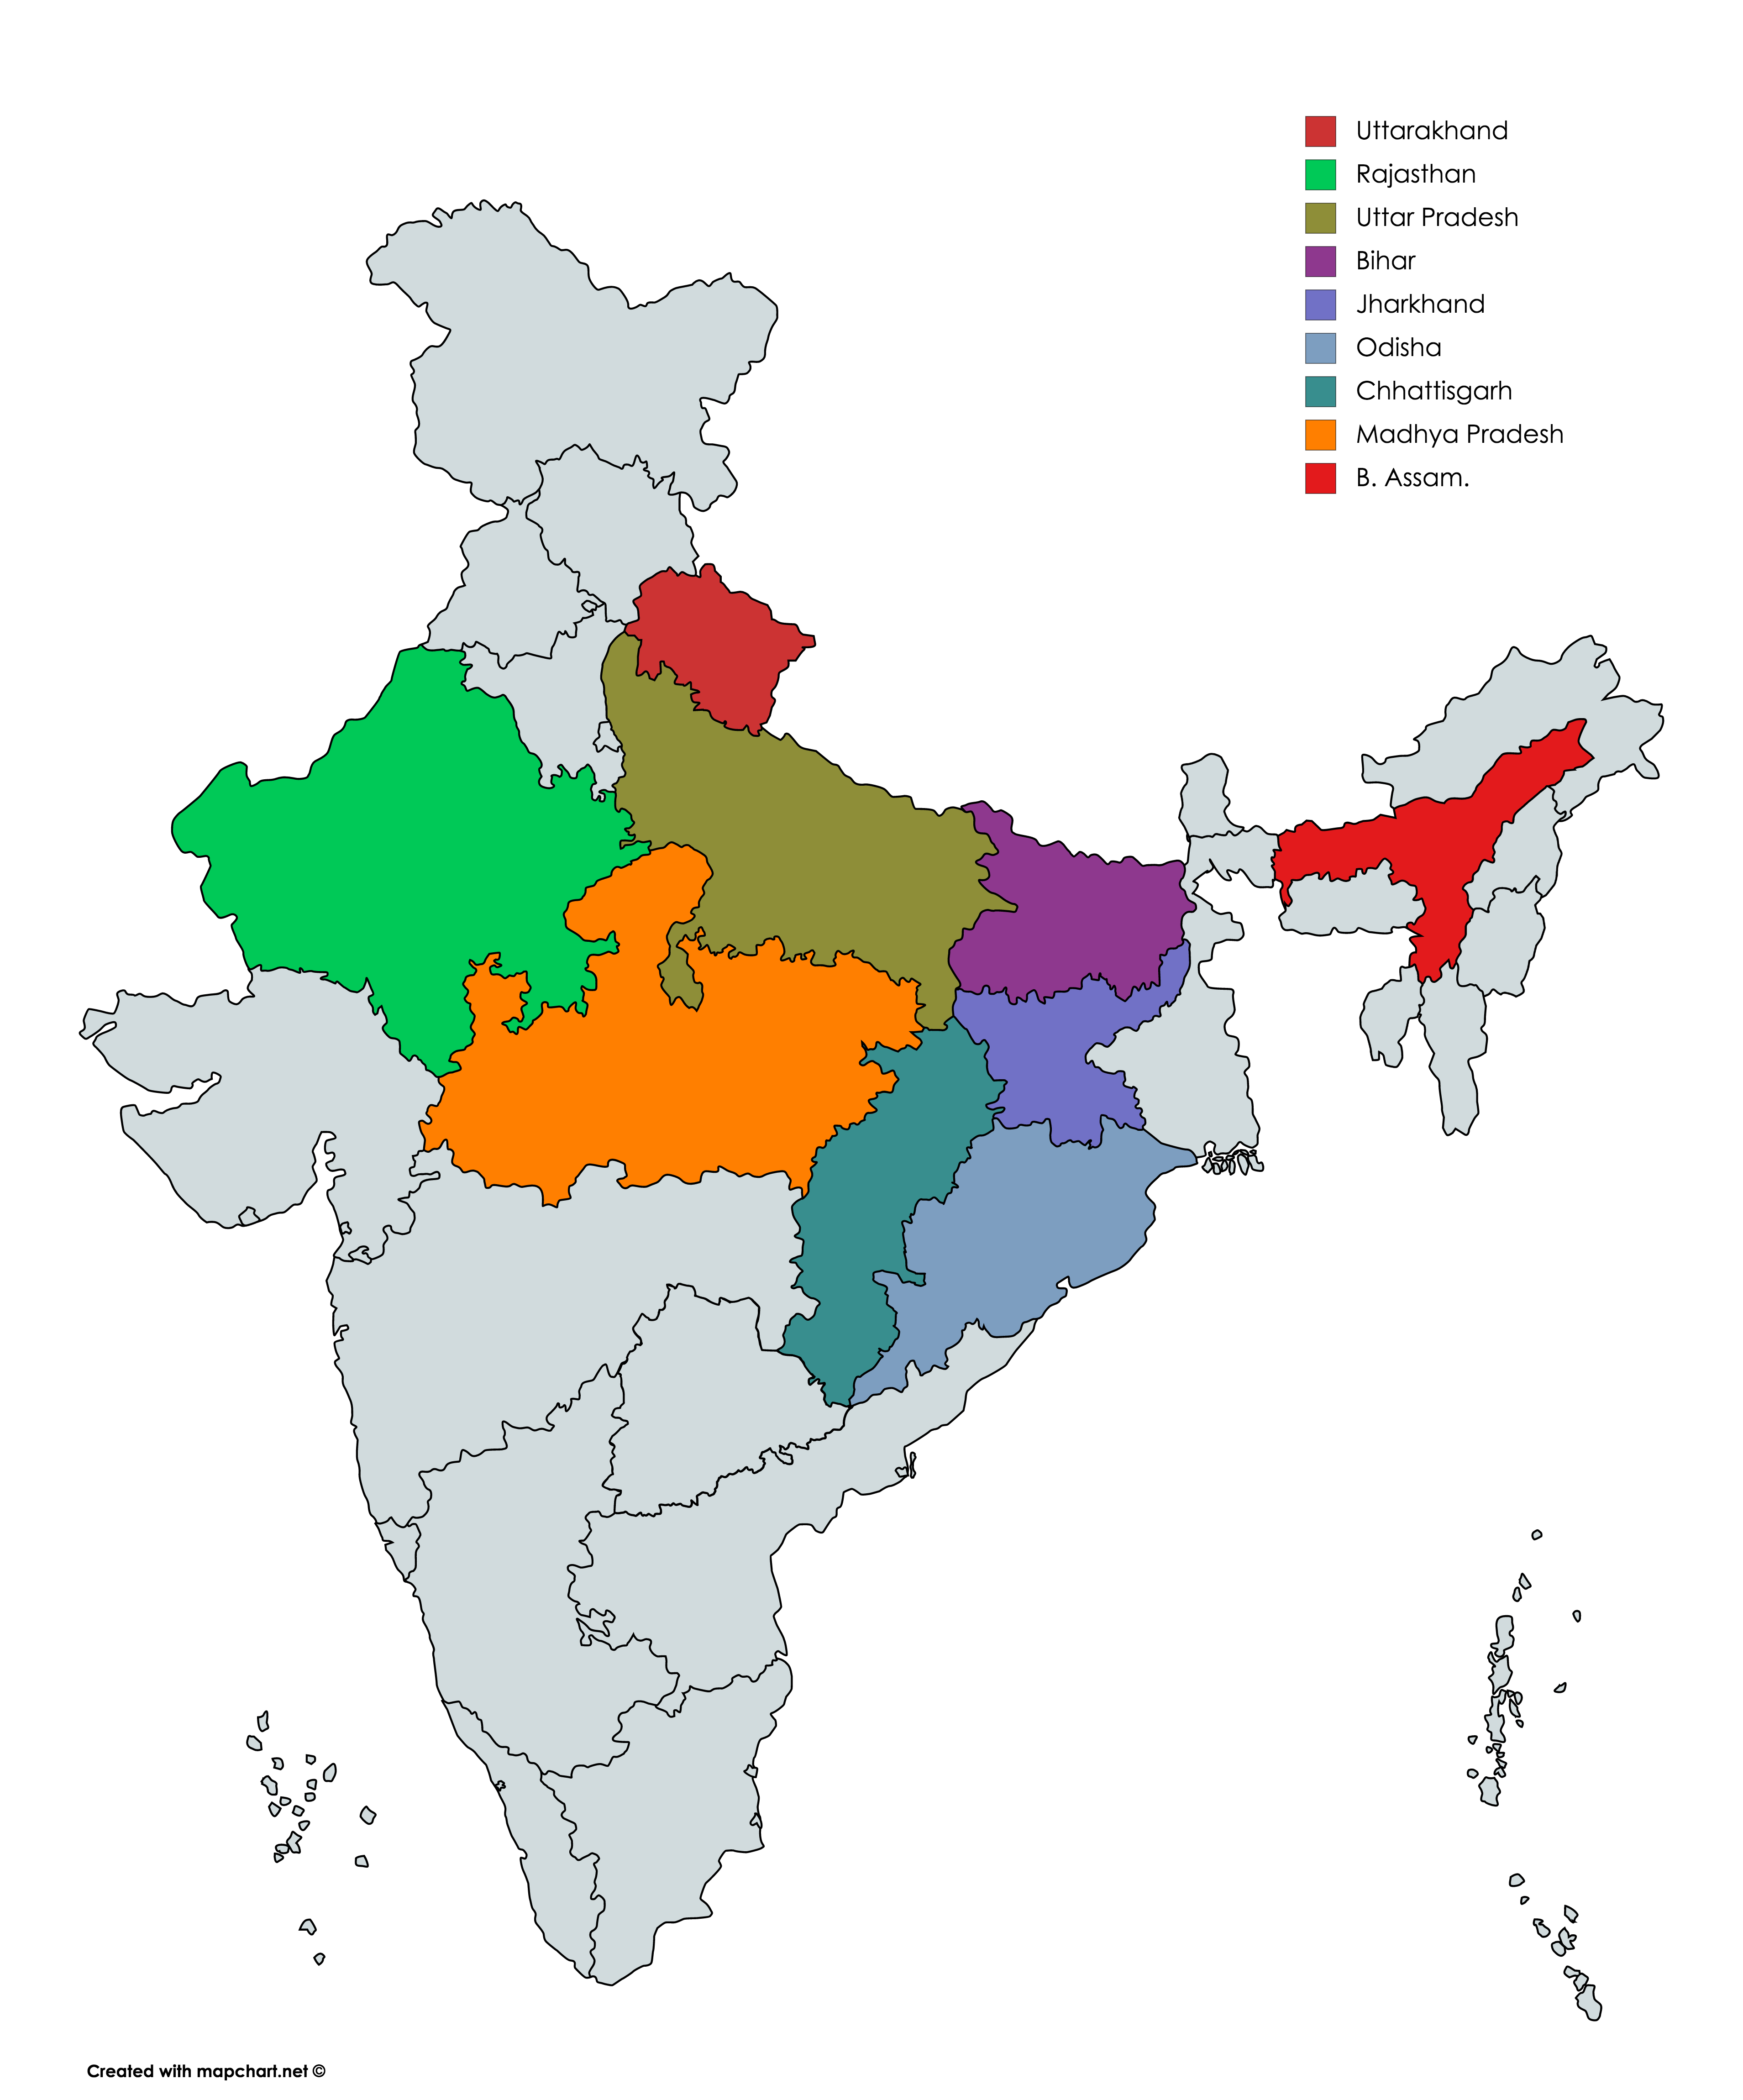 Uttarakhand
Rajasthan
Uttar Pradesh
Bihar
Jharkhand
Odisha
Chhattisgarh
Madhya Pradesh
B. Assam.
Created with mapchart.net ©